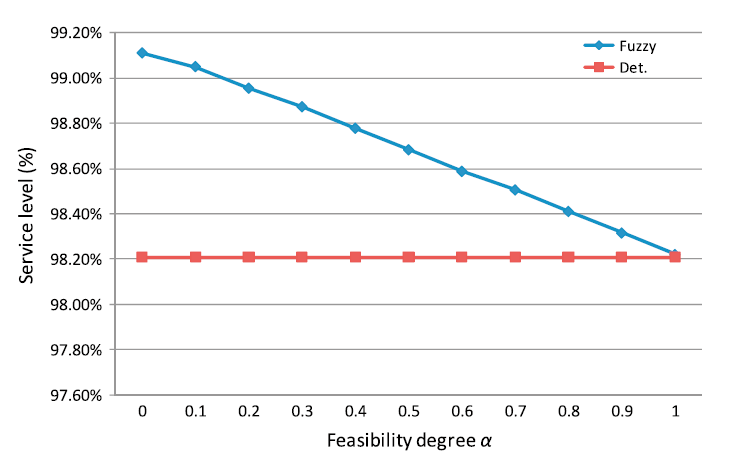 99.20%
99.00%
98.80%
98.60%
98.40%
98.20%
98.00%
97.80%
97.60%
Service level (%)
Fuzzy
Det.
0 0.1 0.2 0.3 0.4 0.5 0.6 0.7 0.8 0.9 1
Feasibility degree α